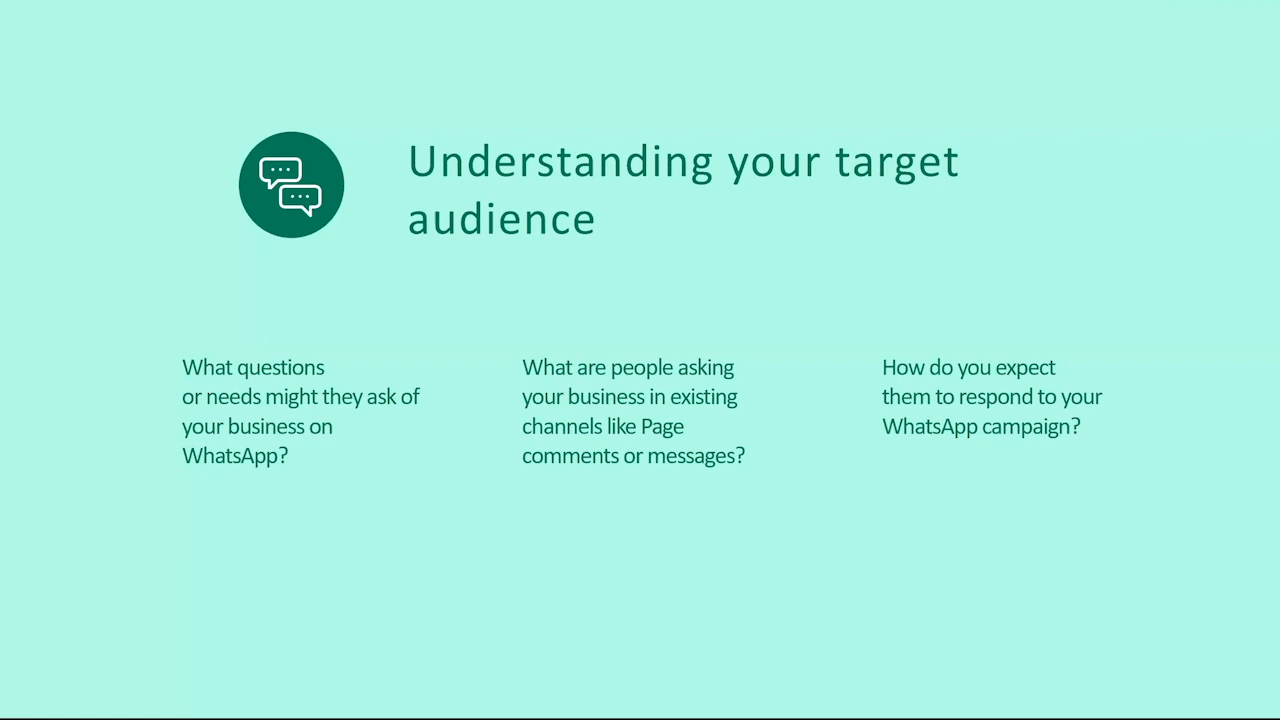 Understanding your target
audience
What questions
or needs might they ask of
your business on
WhatsApp?
What are people asking
your business in existing
channels like Page
comments or messages?
How do you expect
them to respond to your
WhatsApp campaign?